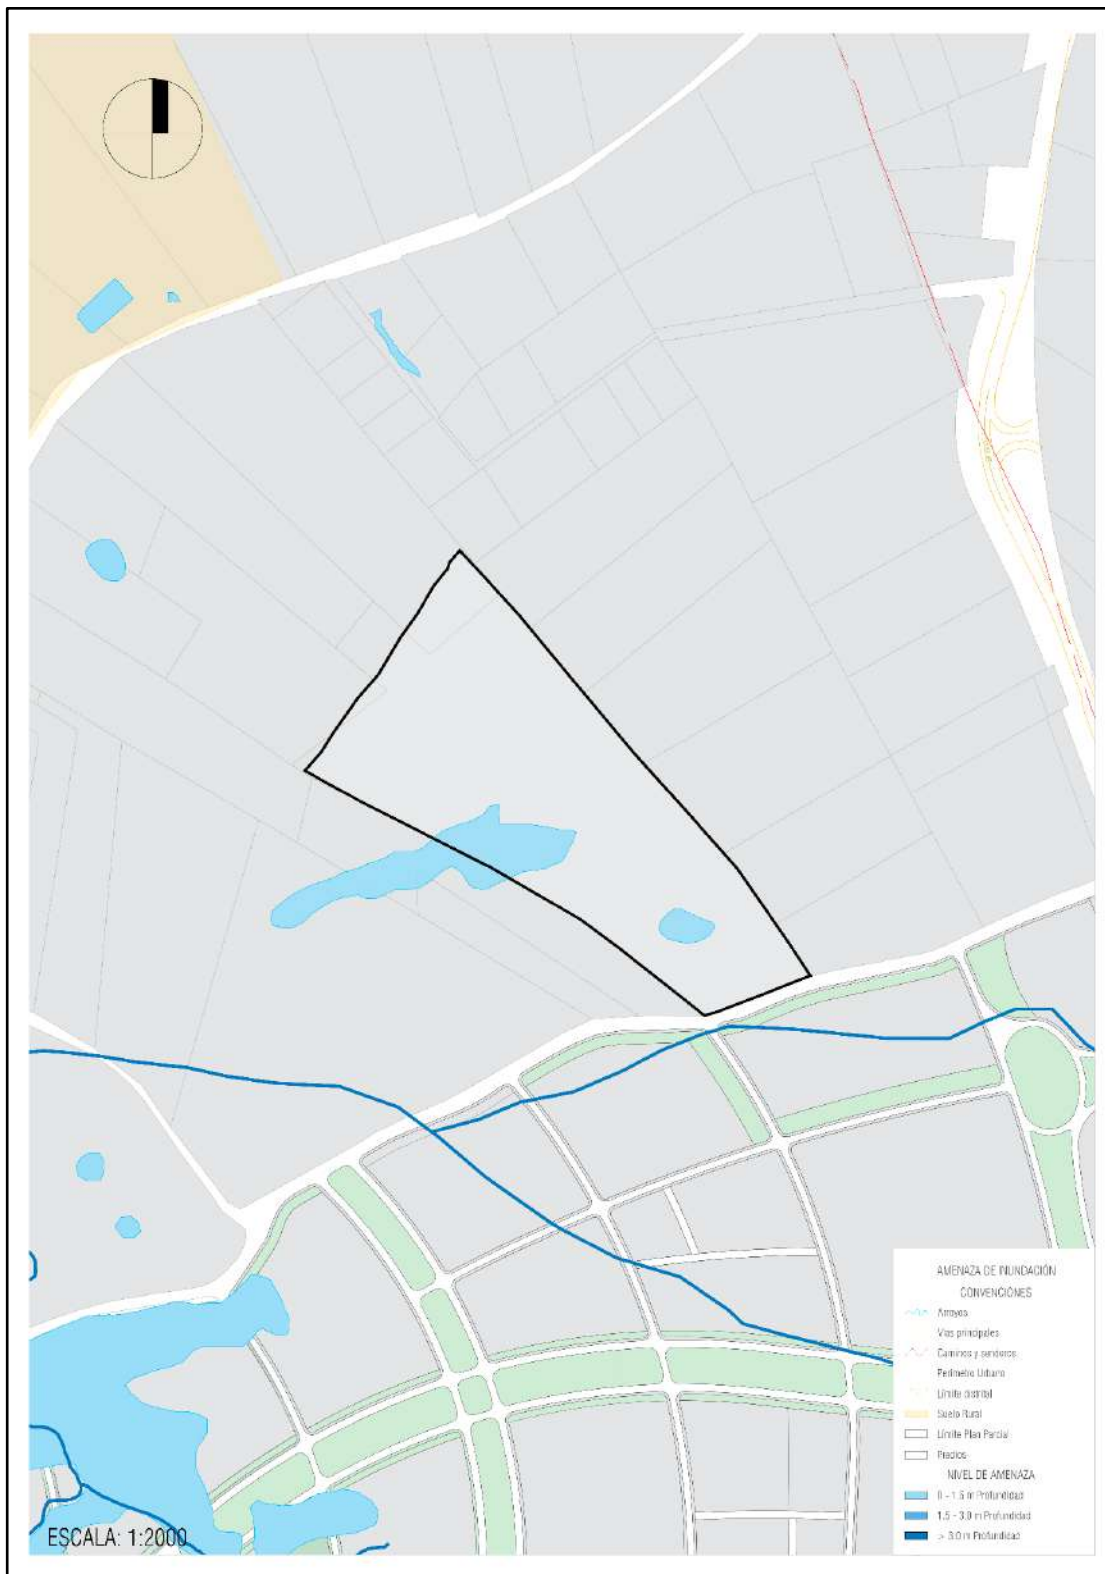 AMENAZA DE INUNDACIÓN
CONVENCIONES
Arroyos
Vías principales
Caminos y senderos
Perímetro Urbano
Límite distrital
Suelo Rural
Límite Plan Parcial
Predios
NIVEL DE AMENAZA
0 - 1.5 m Profundidad
1.5 - 3.0 m Profundidad
> 3.0 m Profundidad
ESCALA: 1:2000